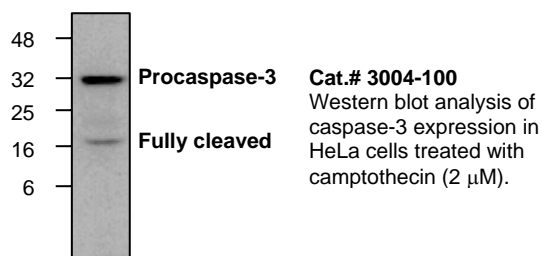 48
32
25
16
6
Procaspase-3
Fully cleaved
Cat.# 3004-100
Western blot analysis of
caspase-3 expression in
HeLa cells treated with
camptothecin (2 μM).